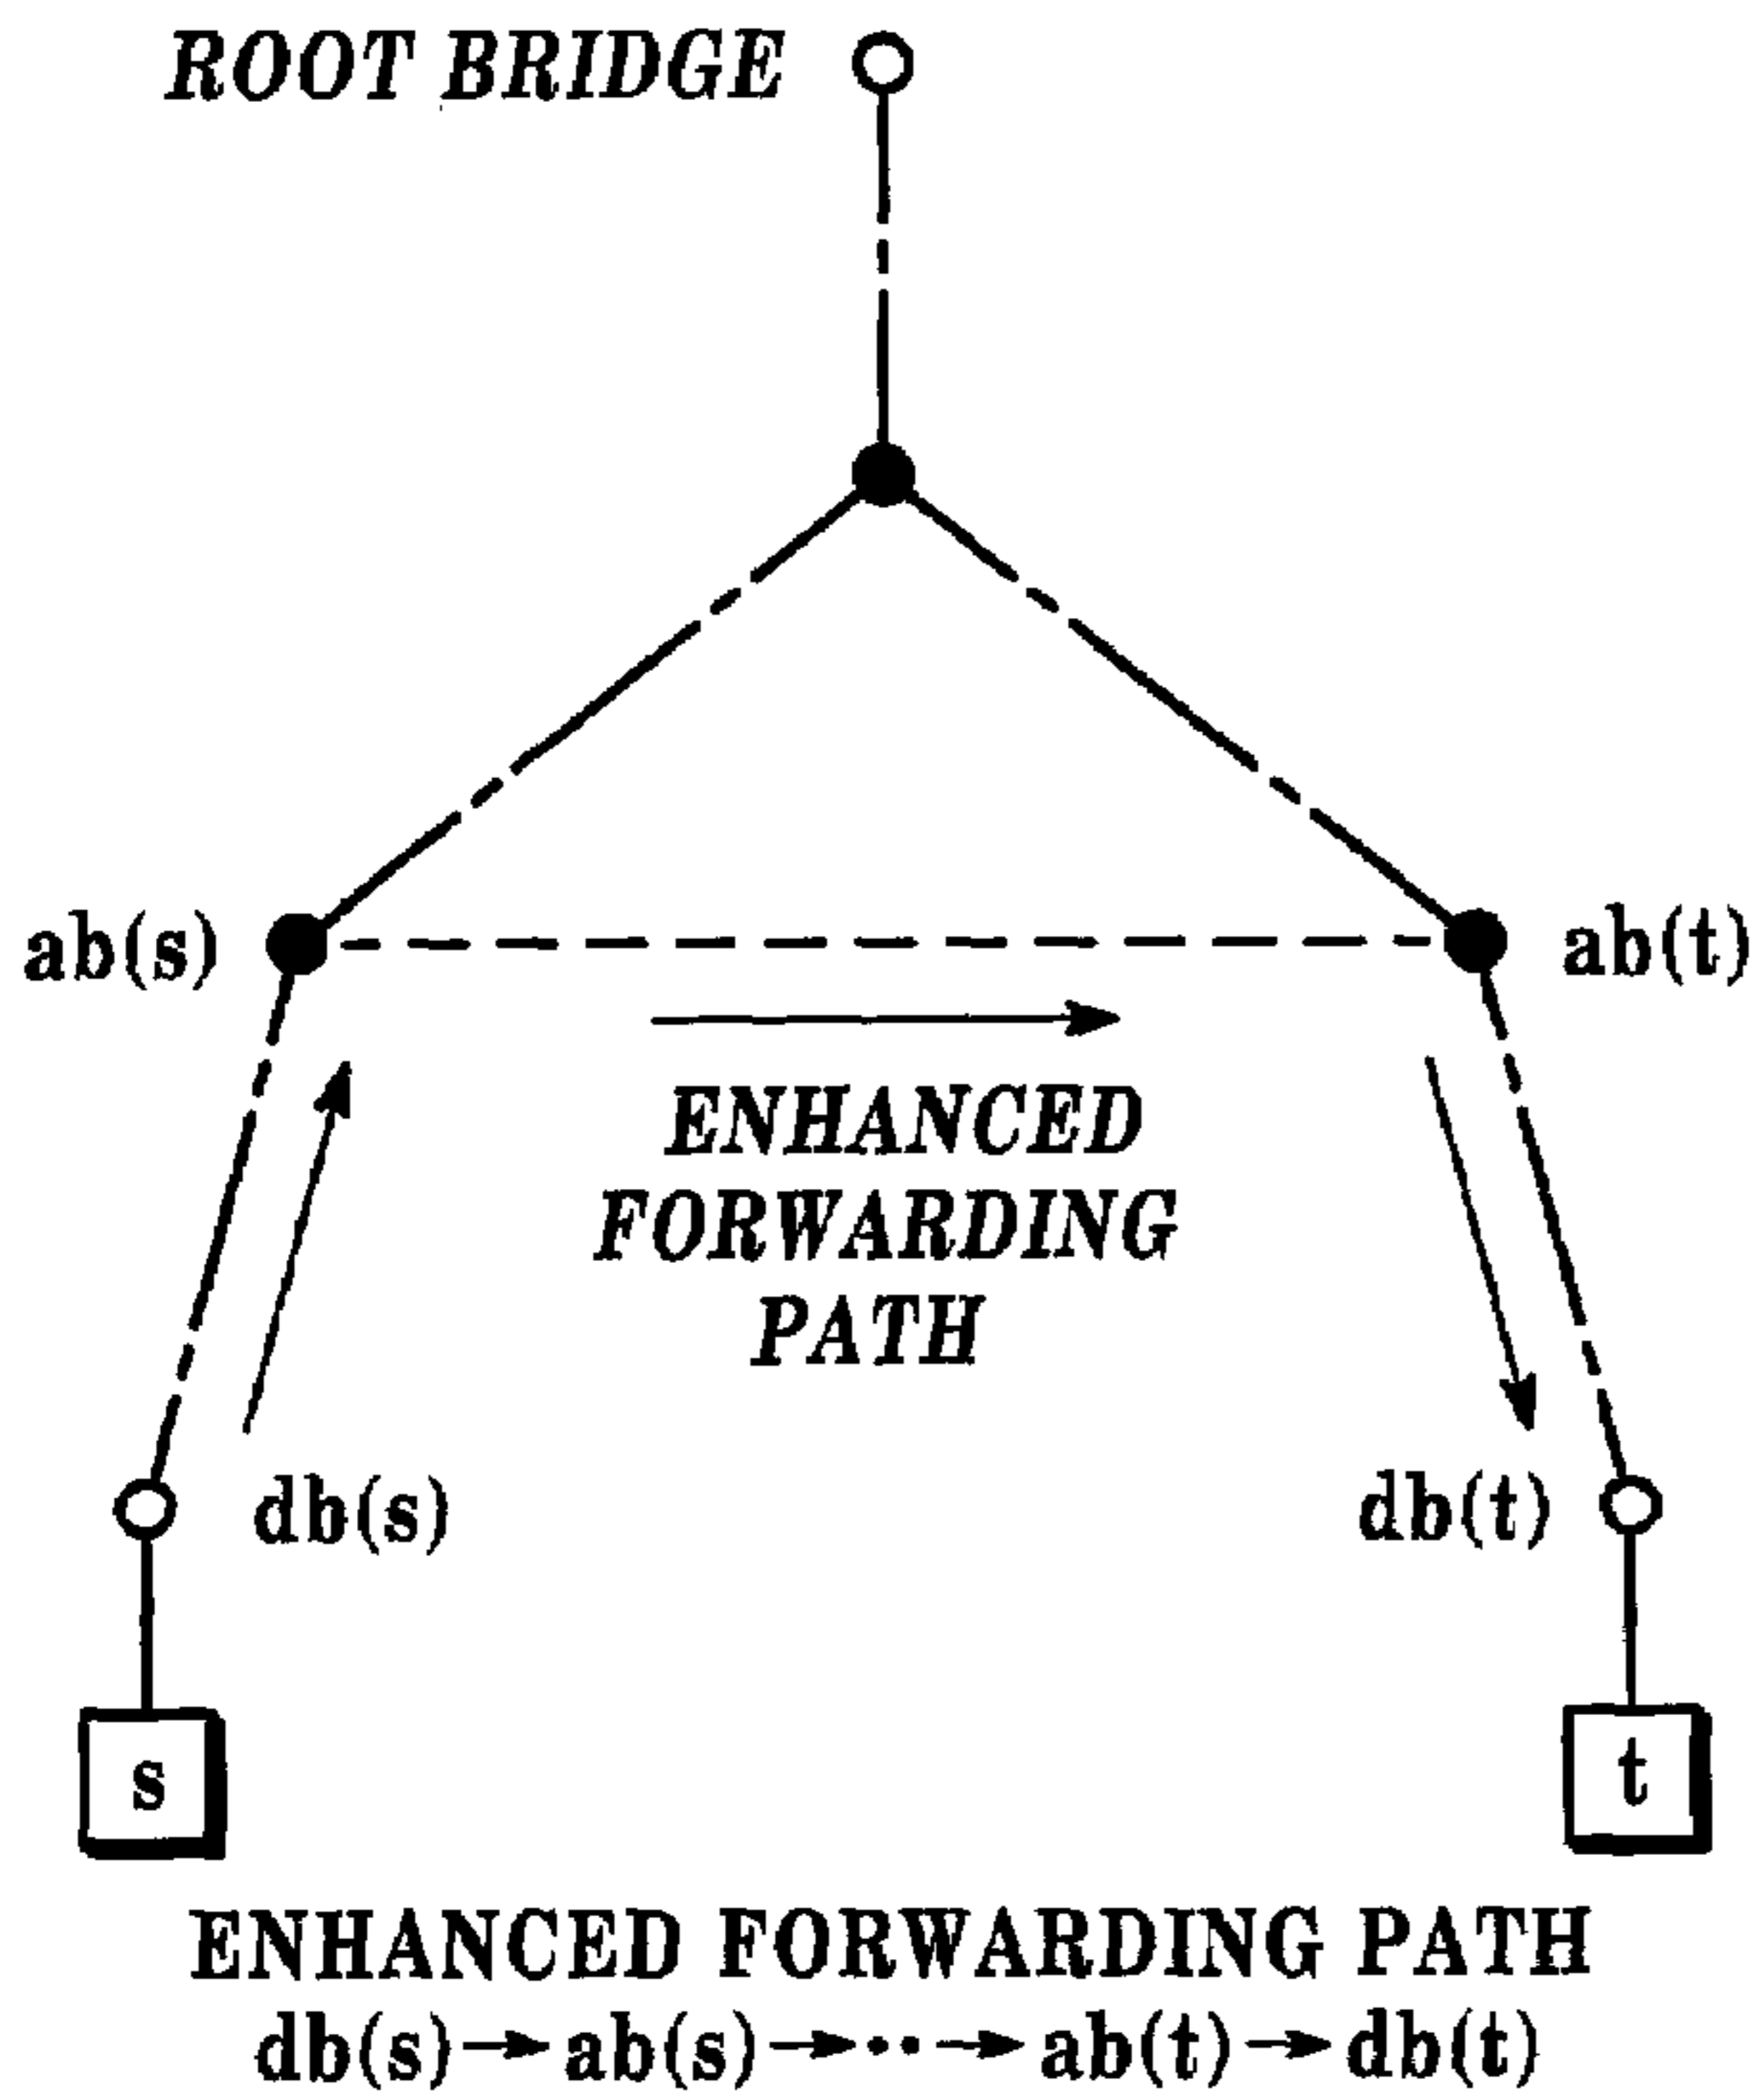 ROOT BRIDGE
ab(s)
ab(t)
ENHANCED
FORWARDING
PATH
db(s)
db(t)
s
t
ENHANCED FORWARDING PATH
db(s)→ab(s)→••→ab(t)→db(t)